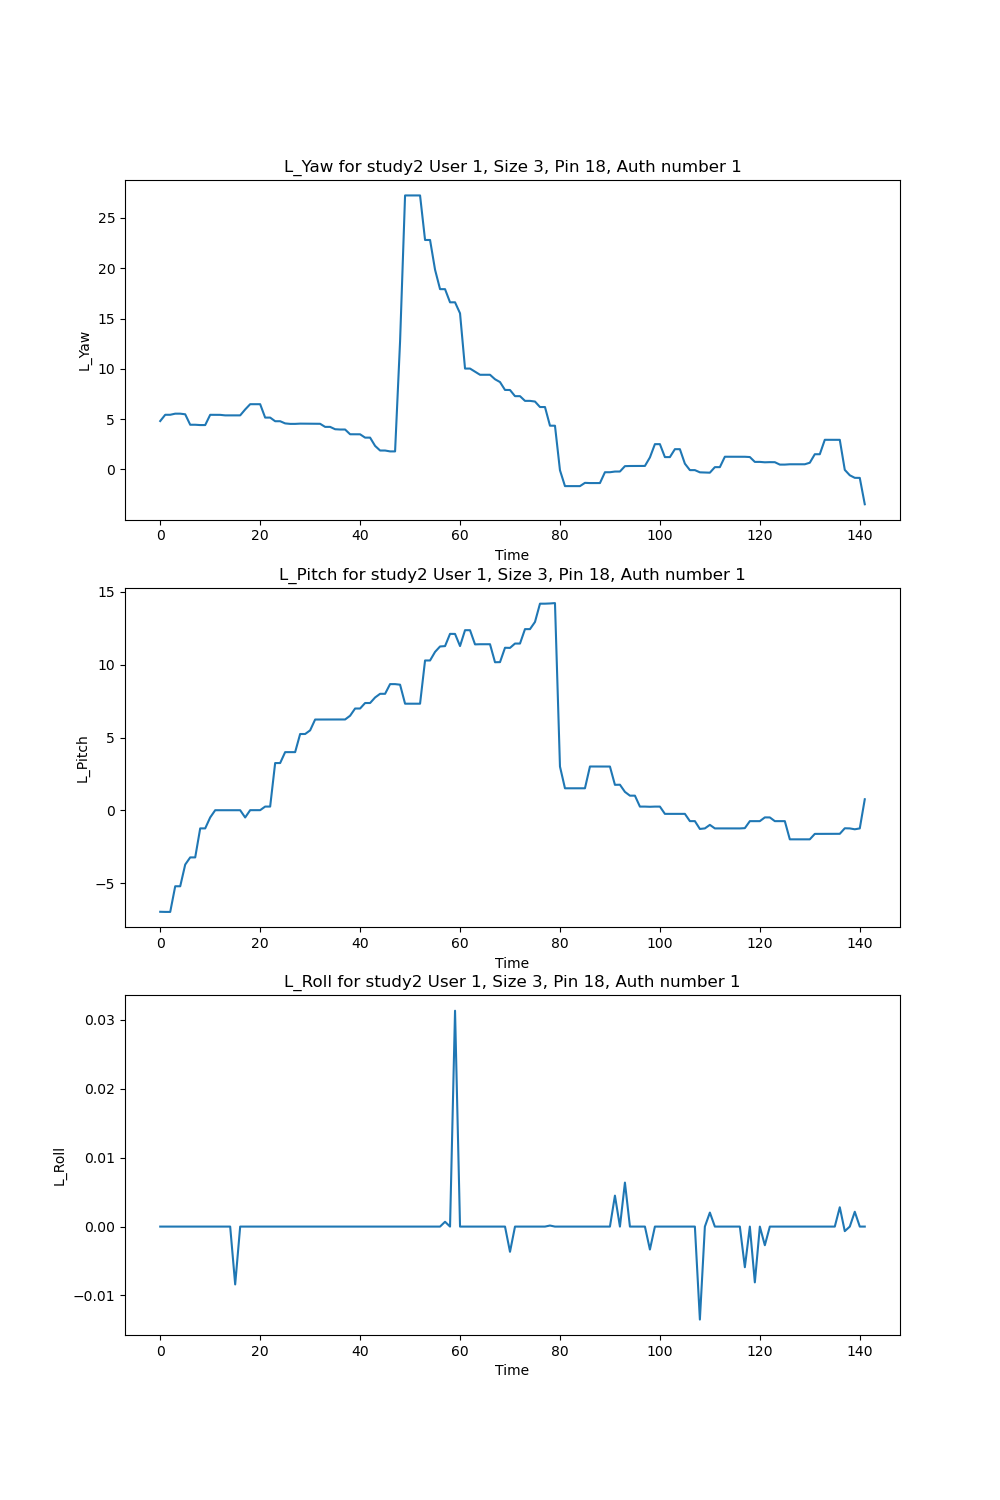 L_Yaw for study2 User 1, Size 3, Pin 18, Auth number 1
25
20
15
10
5
0
L_Yaw
0 20 40 60 80 100 120 140
Time
L_Pitch for study2 User 1, Size 3, Pin 18, Auth number 1
15
10
5
0
−5
L_Pitch
0 20 40 60 80 100 120 140
Time
L_Roll for study2 User 1, Size 3, Pin 18, Auth number 1
0.03
0.02
0.01
0.00
−0.01
L_Roll
0 20 40 60 80 100 120 140
Time